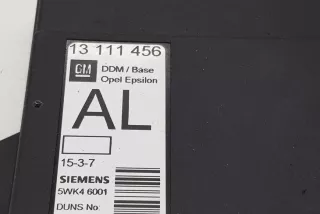 13 111 456
GM
DDM / Base
Opel Epsilon
AL
15-3-7
SIEMENS
5WK4 6001
DUNS No: